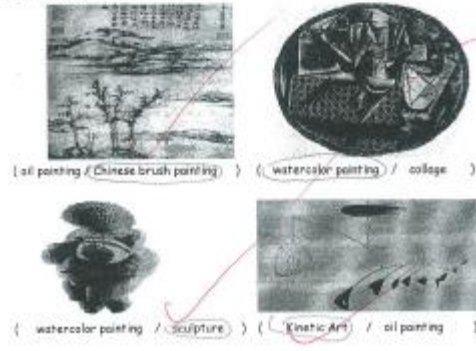 ( oil painting / Chinese brush painting ) ( watercolor painting / collage )
( watercolor painting / sculpture ) ( Kinetic Art / oil painting )